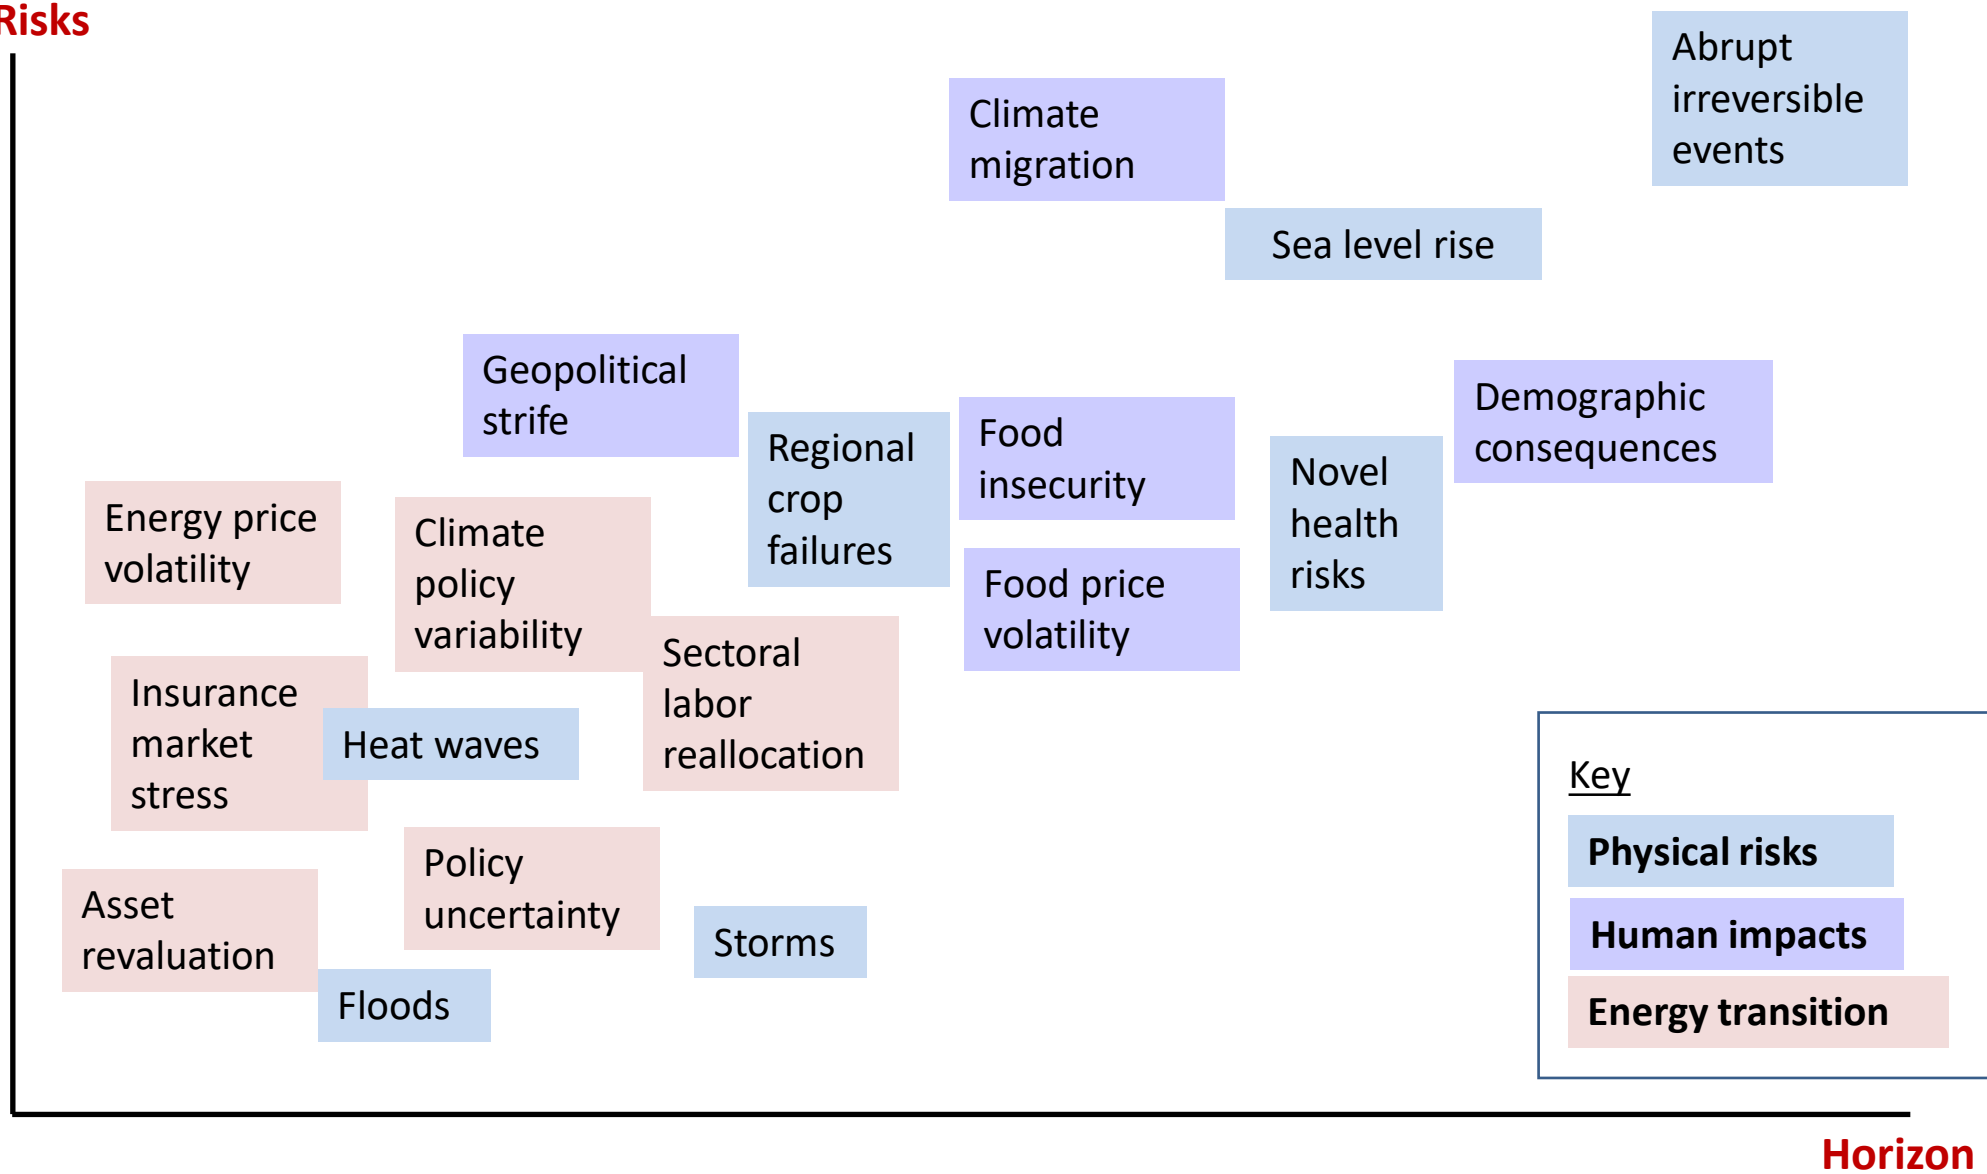 Risks
Abrupt
irreversible
events
Climate
migration
Sea level rise
Geopolitical
strife
Demographic
consequences
Regional
crop
failures
Food
insecurity
Novel
health
risks
Energy price
volatility
Climate
policy
variability
Food price
volatility
Sectoral
labor
reallocation
Insurance
market
stress
Heat waves
Policy
uncertainty
Asset
revaluation
Storms
Floods
Key
Physical risks
Human impacts
Energy transition
Horizon